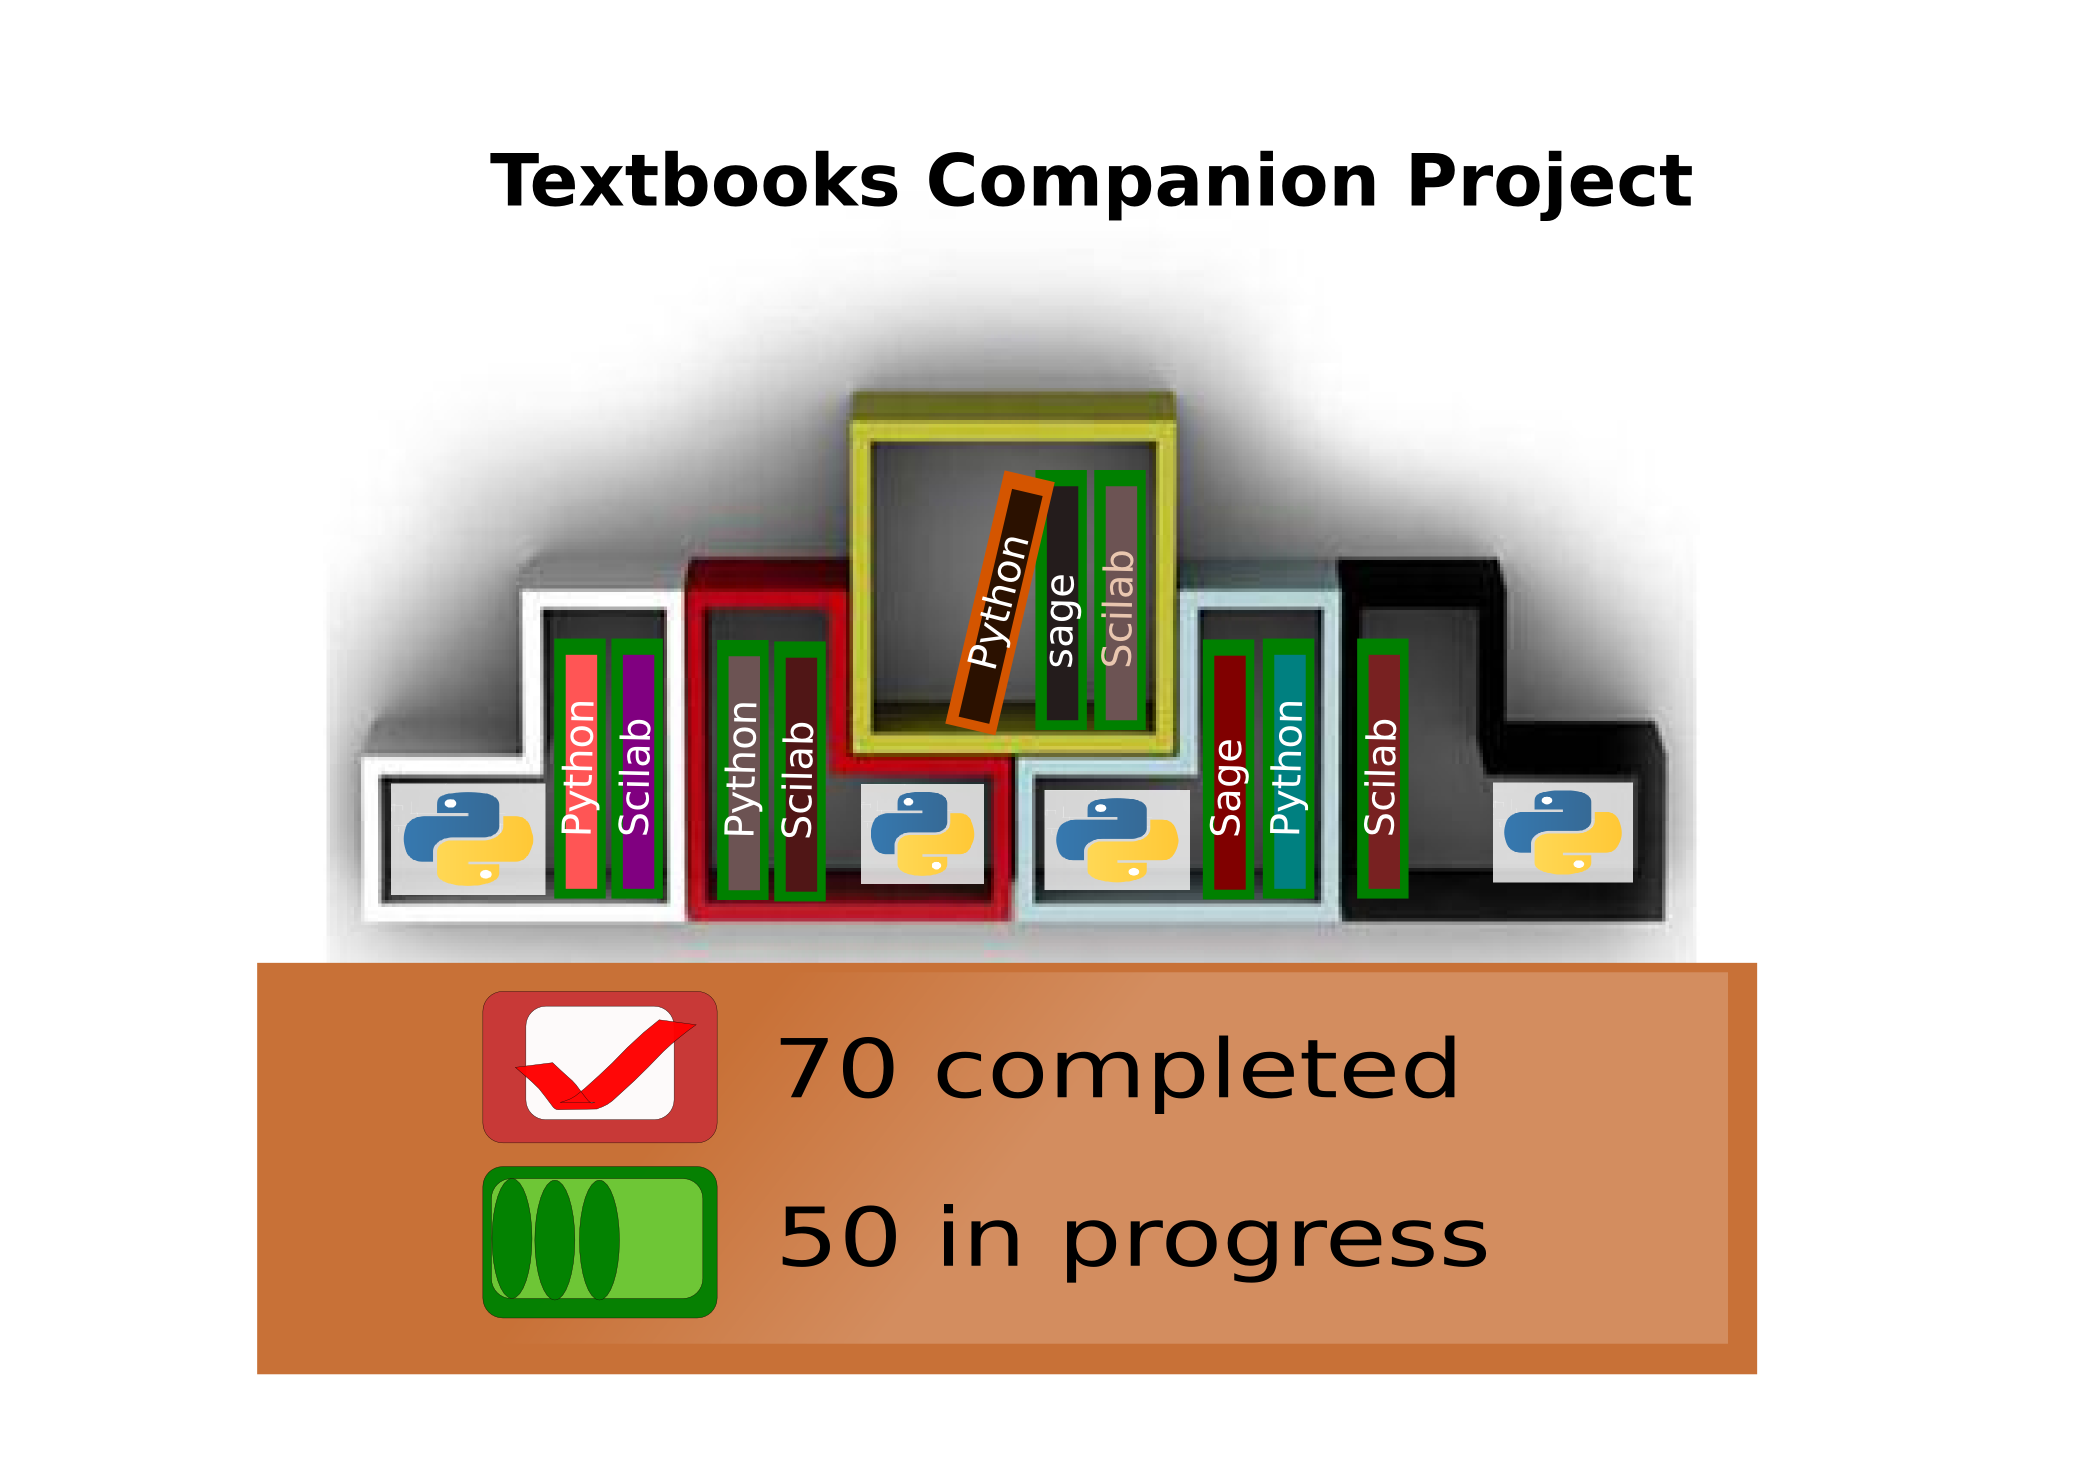 Textbooks Companion Project
Python
sage
Scilab
Python
Scilab
Python
Scilab
Sage
Python
Scilab
70 completed
50 in progress